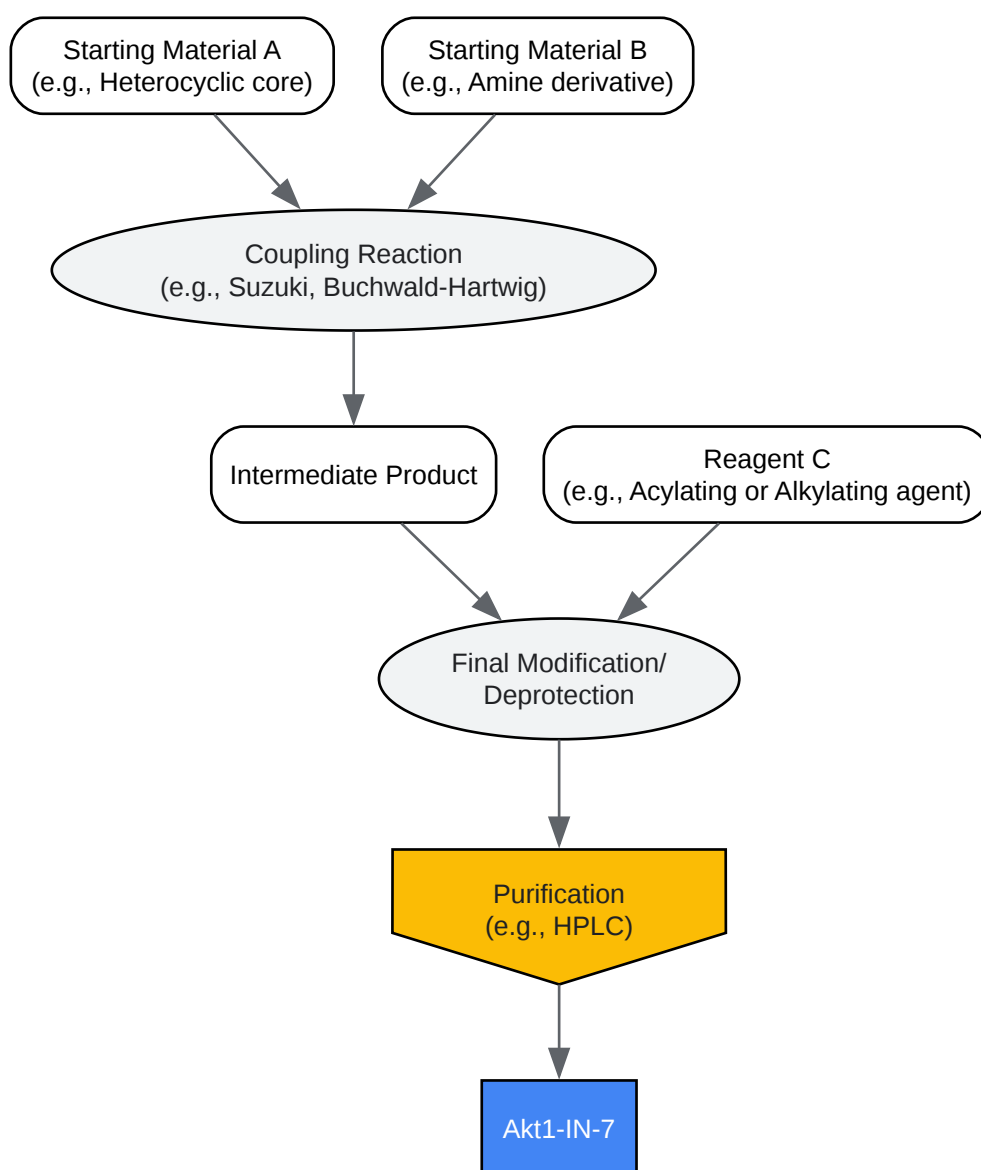 Starting Material A
(e.g., Heterocyclic core)
Starting Material B
(e.g., Amine derivative)
Coupling Reaction
(e.g., Suzuki, Buchwald-Hartwig)
Intermediate Product
Reagent C
(e.g., Acylating or Alkylating agent)
Final Modification/
Deprotection
Purification
(e.g., HPLC)
Akt1-IN-7